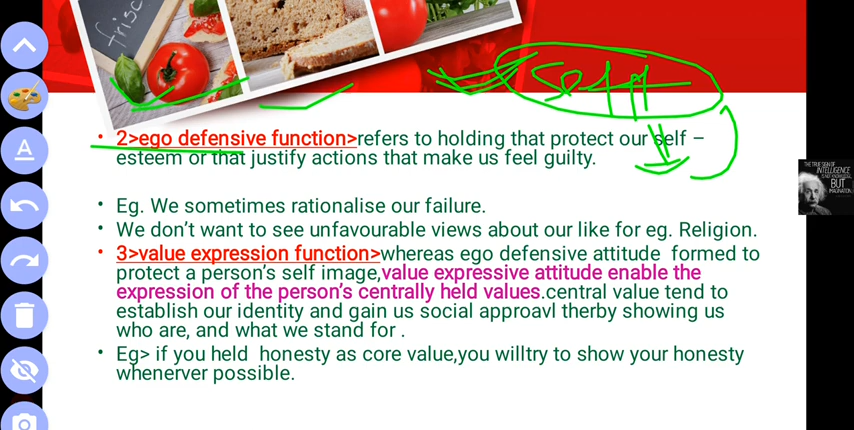 frisc
self
2>ego defensive function>refers to holding that protect our self –
esteem or that justify actions that make us feel guilty.
Eg. We sometimes rationalise our failure.
We don't want to see unfavourable views about our like for eg. Religion.
3>value expression function>whereas ego defensive attitude formed to
protect a person's self image,value expressive attitude enable the
expression of the person's centrally held values.central value tend to
establish our identity and gain us social approavl therby showing us
who are, and what we stand for .
Eg> if you held honesty as core value,you willtry to show your honesty
whenerver possible.
A
THE TRUE SIGN OF
INTELLIGENCE
IS NOT KNOWLEDGE
BUT
IMAGINATION